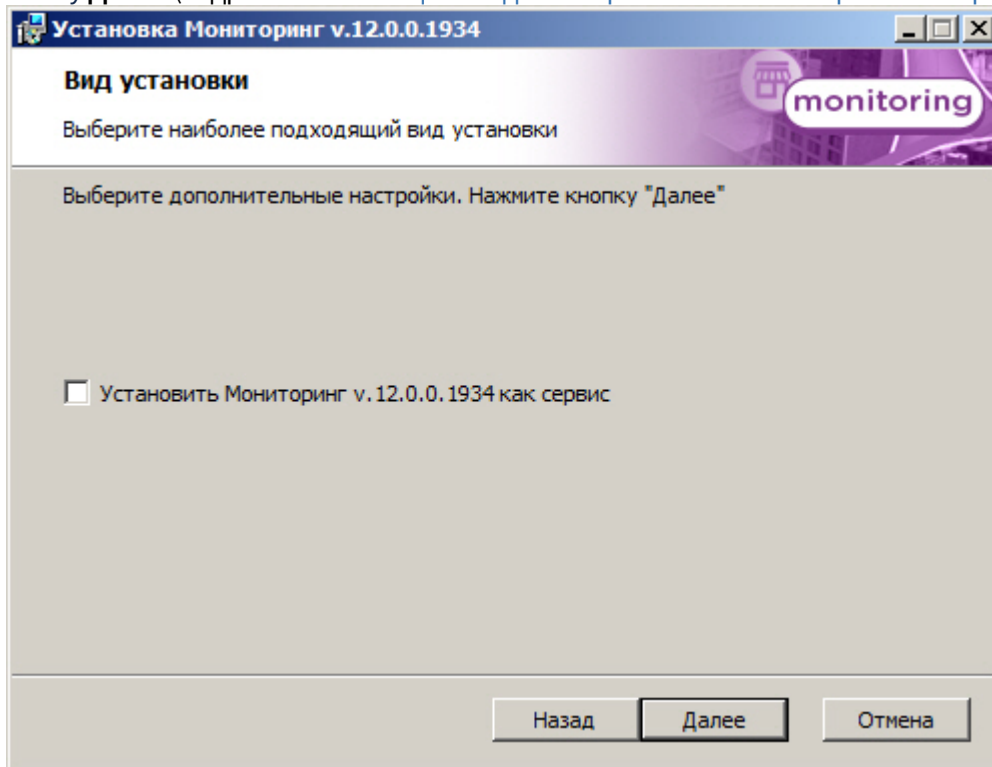 Установка Мониторинг v.12.0.0.1934
Вид установки
monitoring
Выберите наиболее подходящий вид установки
Выберите дополнительные настройки. Нажмите кнопку "Далее"
Установить Мониторинг v.12.0.0.1934 как сервис
Назад Далее Отмена